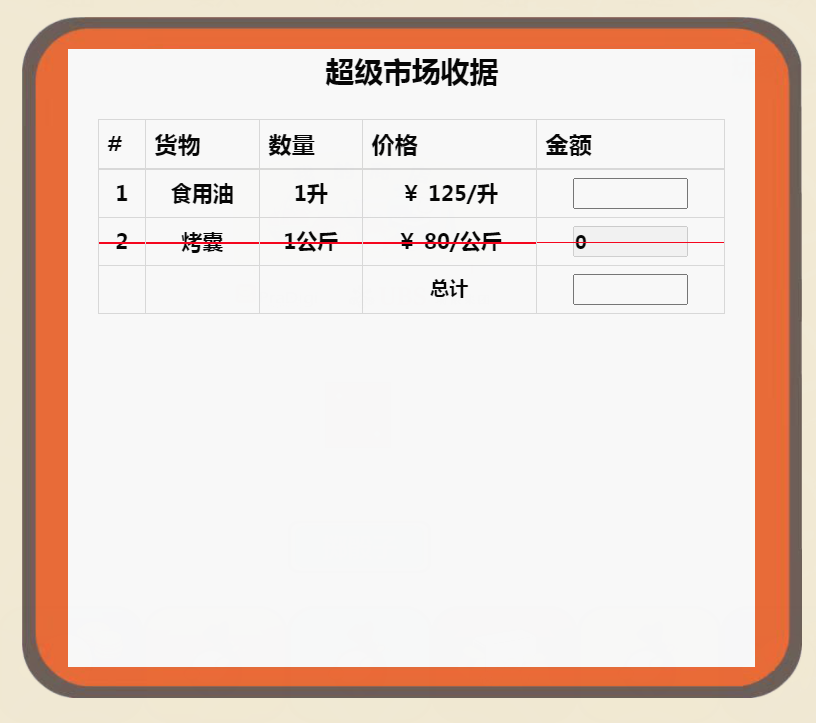 超级市场收据
# 货物 数量 价格 金额
1 食用油 1升 ¥ 125/升
2 烤囊 1公斤 ¥ 80/公斤 0
总计